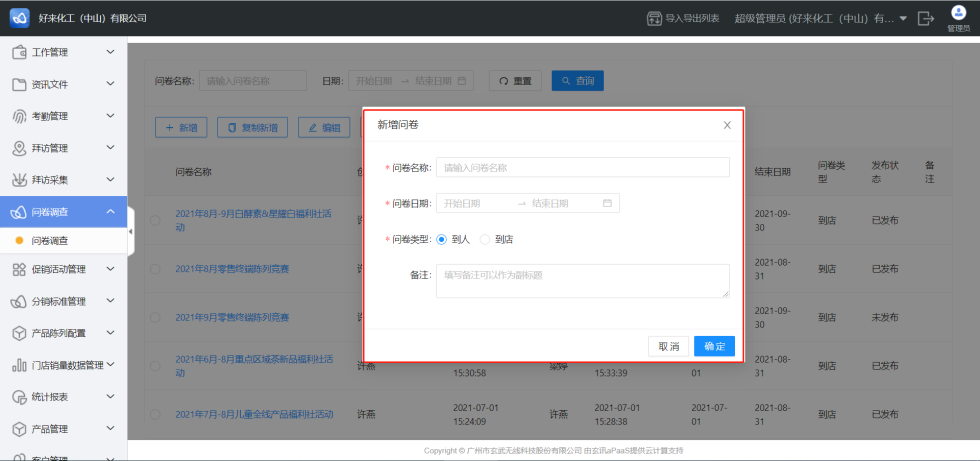 好来化工（中山）有限公司
导入导出列表
超级管理员 (好来化工（中山）有...
管理员
工作管理
资讯文件
考勤管理
拜访管理
拜访采集
问卷调查
问卷调查
促销活动管理
分销标准管理
产品陈列配置
门店销量数据管理
统计报表
产品管理
客户管理
问卷名称: 请输入问卷名称
日期: 开始日期 → 结束日期
重置
查询
+ 新增
复制新增
编辑
问卷名称
结束日期
问卷类型
发布状态
备注
2021年8月-9月白酵素&星耀白福利社活动
2021-09-30
到店
已发布
2021年8月零售终端陈列竞赛
2021-08-31
到店
已发布
2021年9月零售终端陈列竞赛
2021-09-30
到店
未发布
2021年6月-8月重点区域茶新品福利社活动
许燕
15:30:58
梁婷
15:33:39
01
2021-08-31
到店
已发布
2021年7月-8月儿童全线产品福利社活动
许燕
2021-07-01 15:24:09
许燕
2021-07-01 15:28:38
2021-07-01
2021-08-31
到店
已发布
新增问卷
* 问卷名称: 请输入问卷名称
* 问卷日期: 开始日期 → 结束日期
* 问卷类型: 到人 到店
备注: 填写备注可以作为副标题
取 消
确 定
Copyright © 广州市玄武无线科技股份有限公司 由玄讯aPaaS提供云计算支持